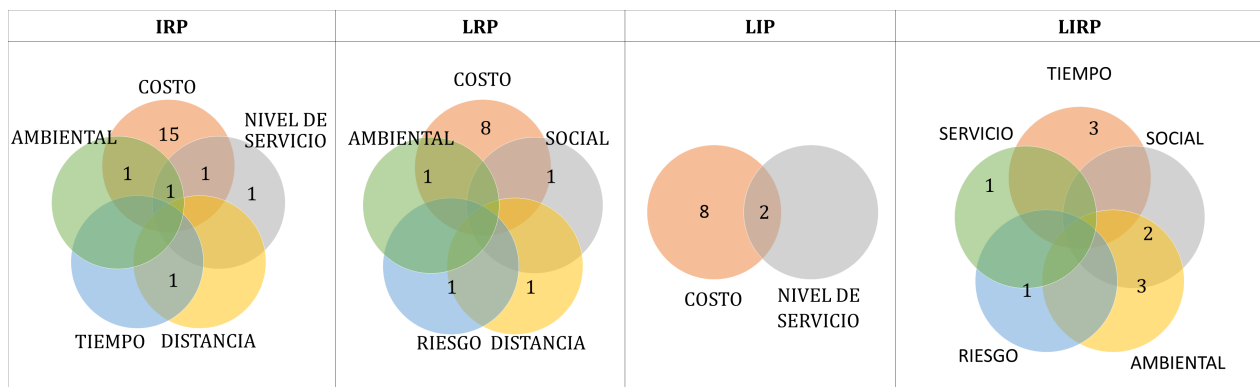 IRP
LRP
LIP
LIRP
COSTO
AMBIENTAL
NIVEL DE
SERVICIO
15
1
1
1
1
1
TIEMPO
DISTANCIA
COSTO
AMBIENTAL
SOCIAL
8
1
1
1
1
RIESGO
DISTANCIA
8
2
COSTO
NIVEL DE
SERVICIO
TIEMPO
SERVICIO
SOCIAL
3
1
2
3
1
RIESGO
AMBIENTAL